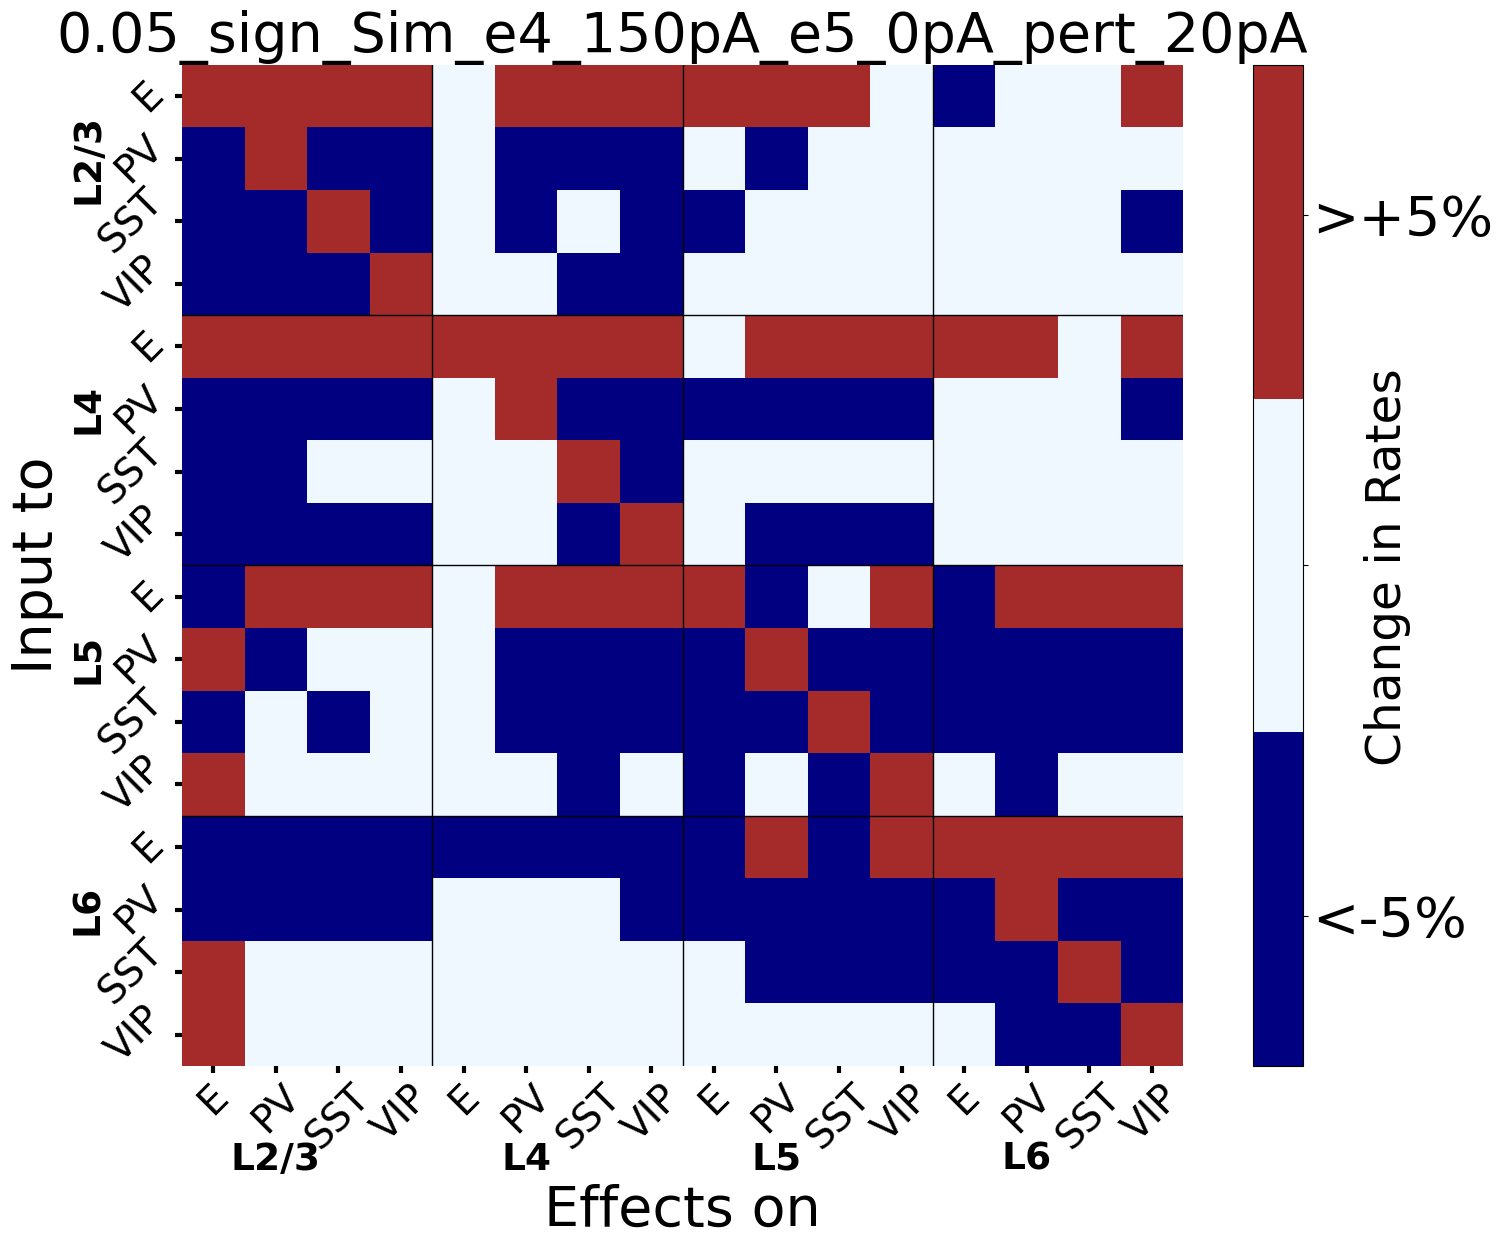 0.05_sign_Sim_e4_150pA_e5_0pA_pert_20pA
Input to
L2/3
E
PV
SST
VIP
L4
E
PV
SST
VIP
L5
E
PV
SST
VIP
L6
E
PV
SST
VIP
E PV SST VIP E PV SST VIP E PV SST VIP E PV SST VIP
L2/3 L4 L5 L6
Effects on
>+5%
<-5%
Change in Rates